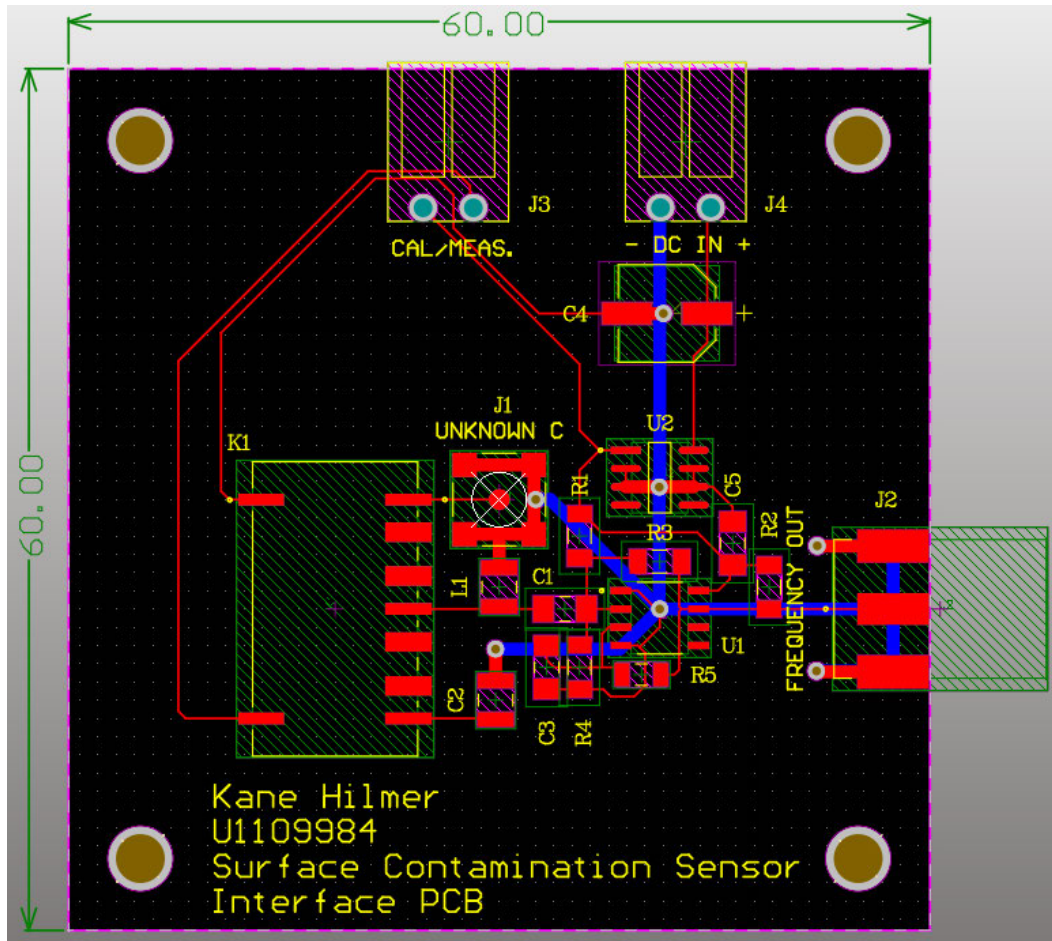 60.00
60.00
J3
J4
CAL/MEAS.
- DC IN +
C4
+
J1
UNKNOWN C
U2
K1
R1
C5
J2
R3
R2
FREQUENCY OUT
L1
C1
U1
R5
C2
C3
R4
2
Kane Hilmer
U1109984
Surface Contamination Sensor
Interface PCB